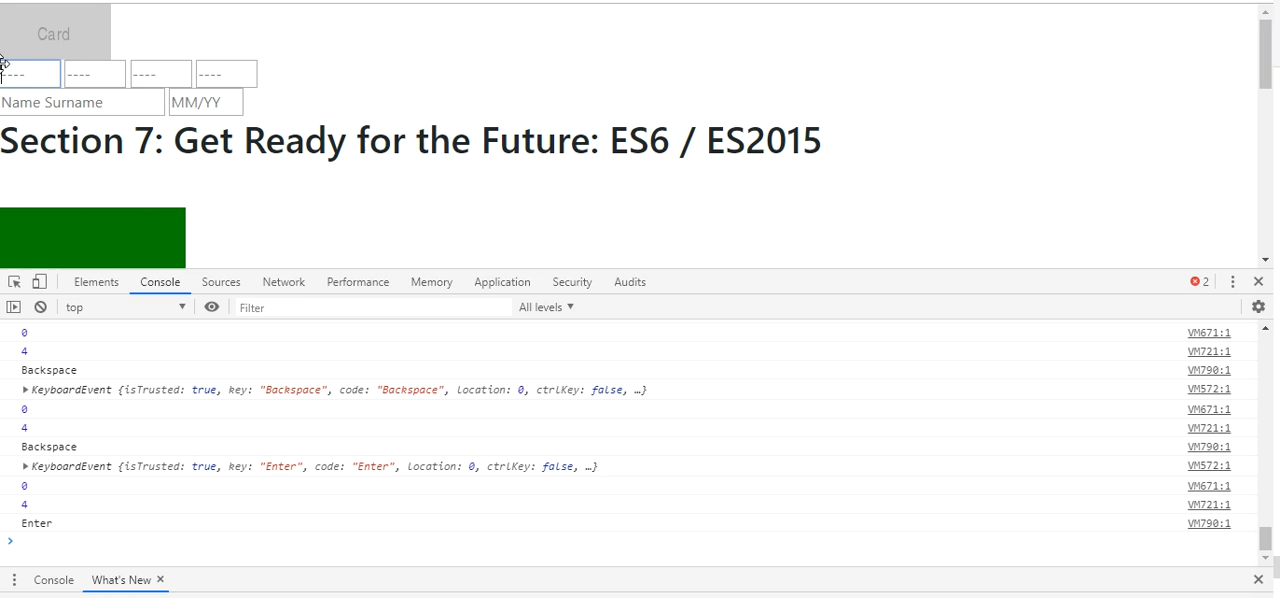 Card
---- ---- ---- ----
Name Surname MM/YY
Section 7: Get Ready for the Future: ES6 / ES2015
Elements Console Sources Network Performance Memory Application Security Audits 2
top Filter All levels
0 VM671:1
4 VM721:1
Backspace VM790:1
KeyboardEvent {isTrusted: true, key: "Backspace", code: "Backspace", location: 0, ctrlKey: false, …} VM572:1
0 VM671:1
4 VM721:1
Backspace VM790:1
KeyboardEvent {isTrusted: true, key: "Enter", code: "Enter", location: 0, ctrlKey: false, …} VM572:1
0 VM671:1
4 VM721:1
Enter VM790:1
Console What's New